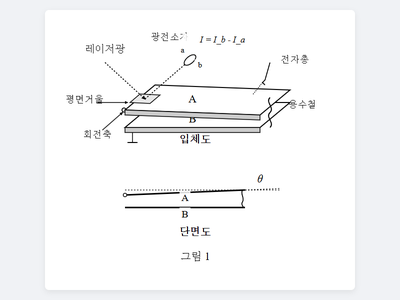 광전소자
I = I_b - I_a
레이저광
a
b
전자총
평면거울
A
용수철
B
회전축
입체도
θ
A
B
단면도
그림 1